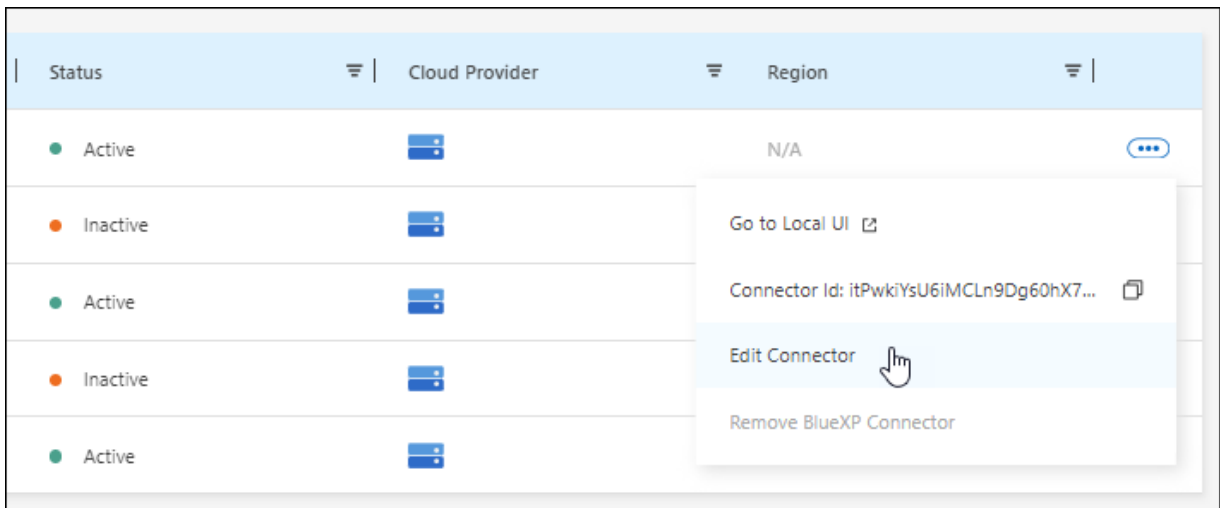 Status Cloud Provider Region
Active N/A
Inactive
Go to Local UI
Connector Id: itPwkiYsU6iMCLn9Dg60hX7...
Active
Edit Connector
Inactive
Remove BlueXP Connector
Active